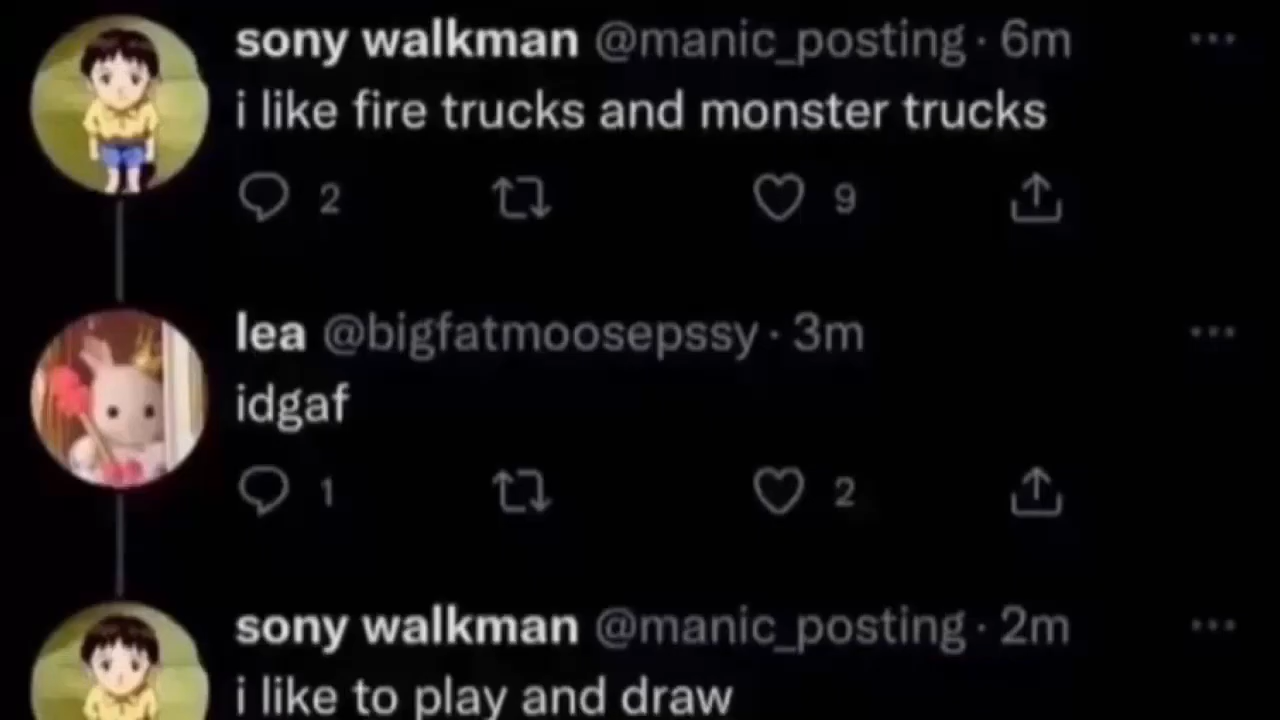 sony walkman @manic_posting · 6m
i like fire trucks and monster trucks
2 9
lea @bigfatmoosepssy · 3m
idgaf
1 2
sony walkman @manic_posting · 2m
i like to play and draw